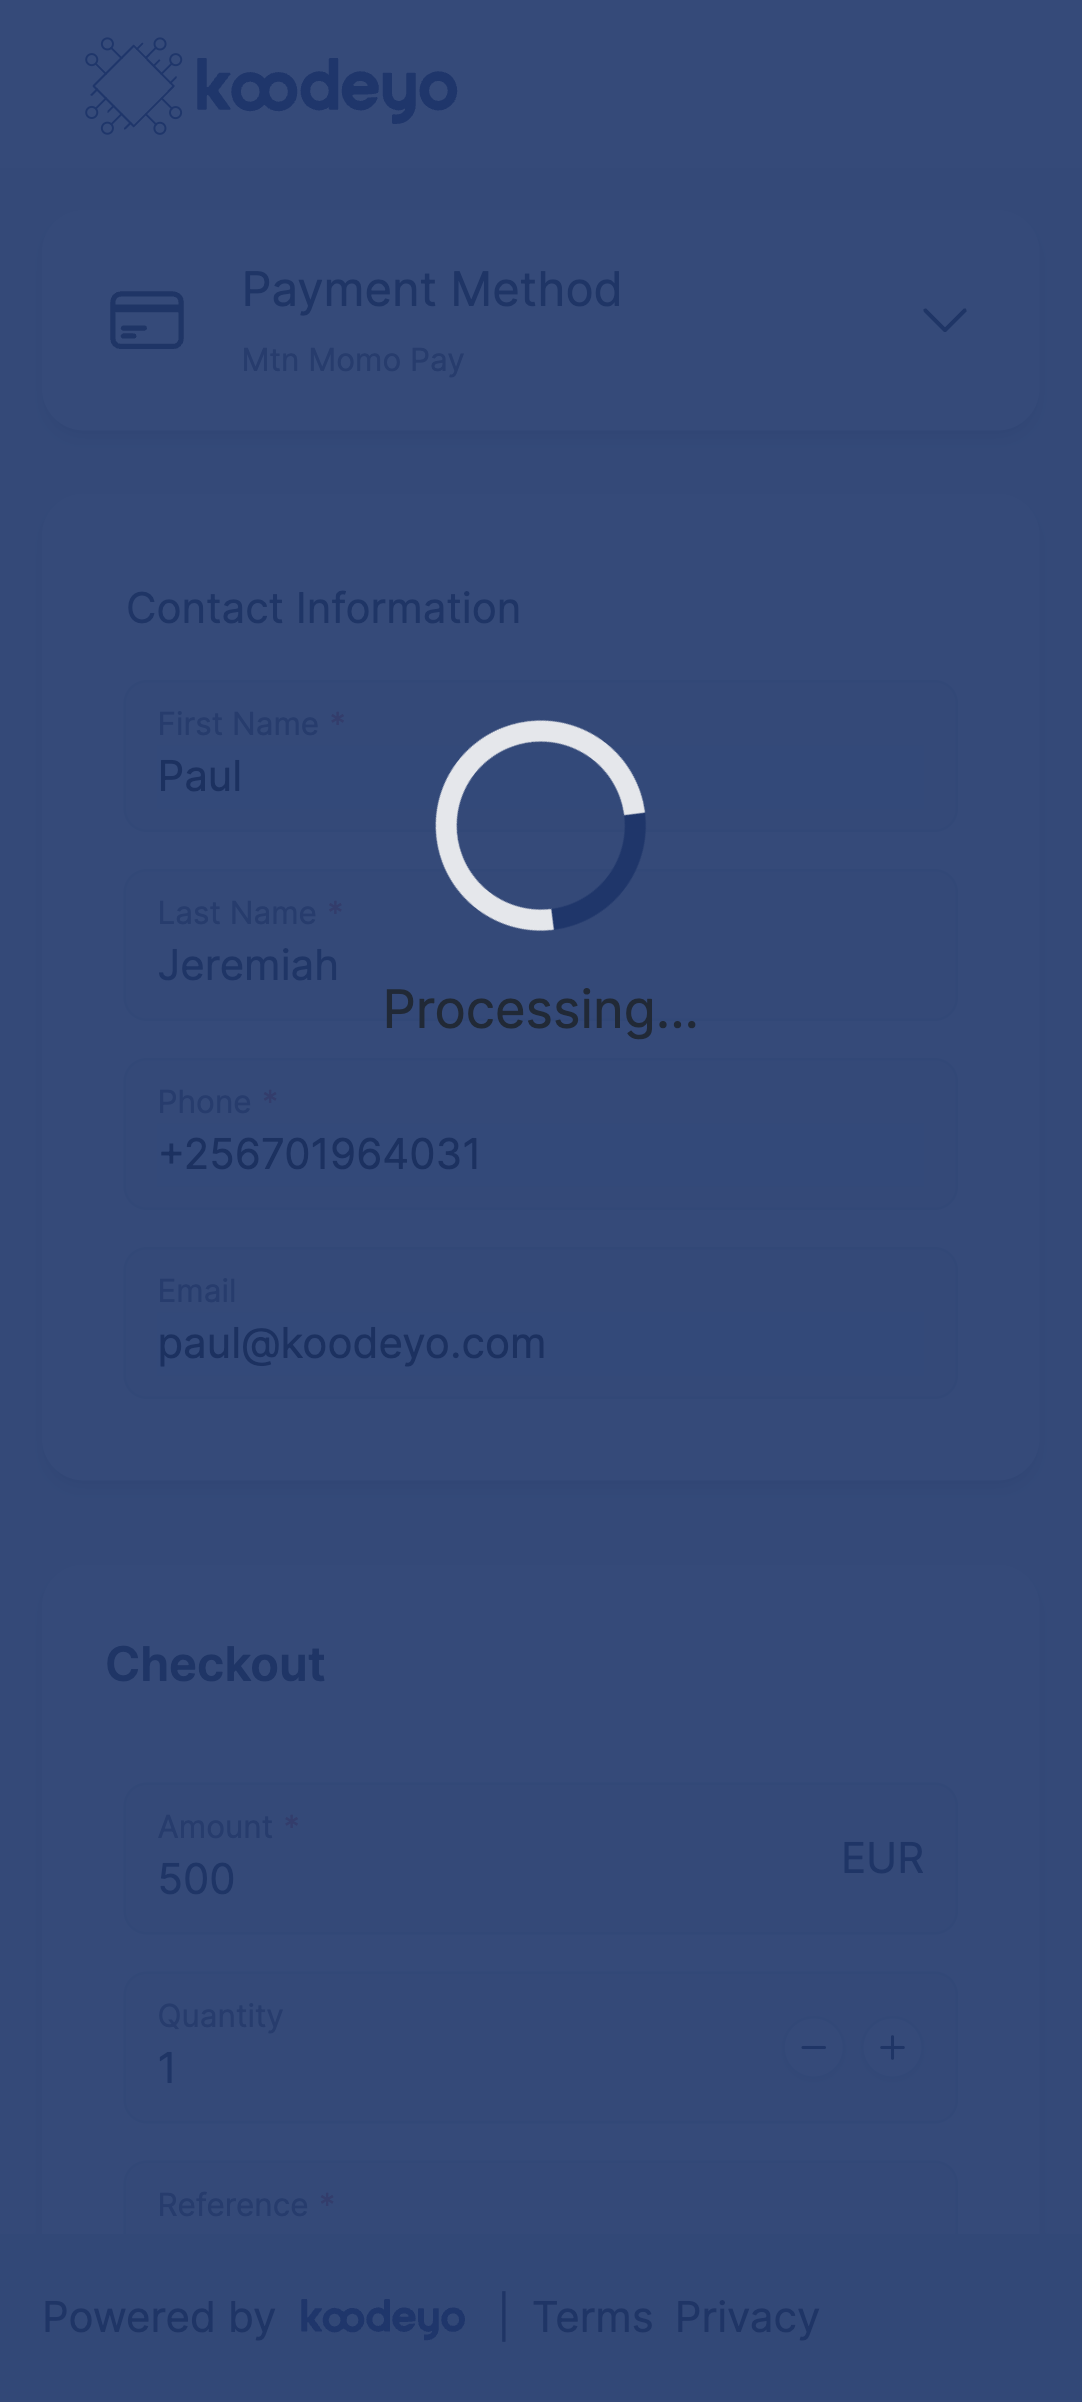 koodeyo
Payment Method
Mtn Momo Pay
Contact Information
First Name *
Paul
Last Name *
Jeremiah
Processing...
Phone *
+256701964031
Email
paul@koodeyo.com
Checkout
Amount *
500
EUR
Quantity
1
Reference *
Powered by koodeyo | Terms Privacy